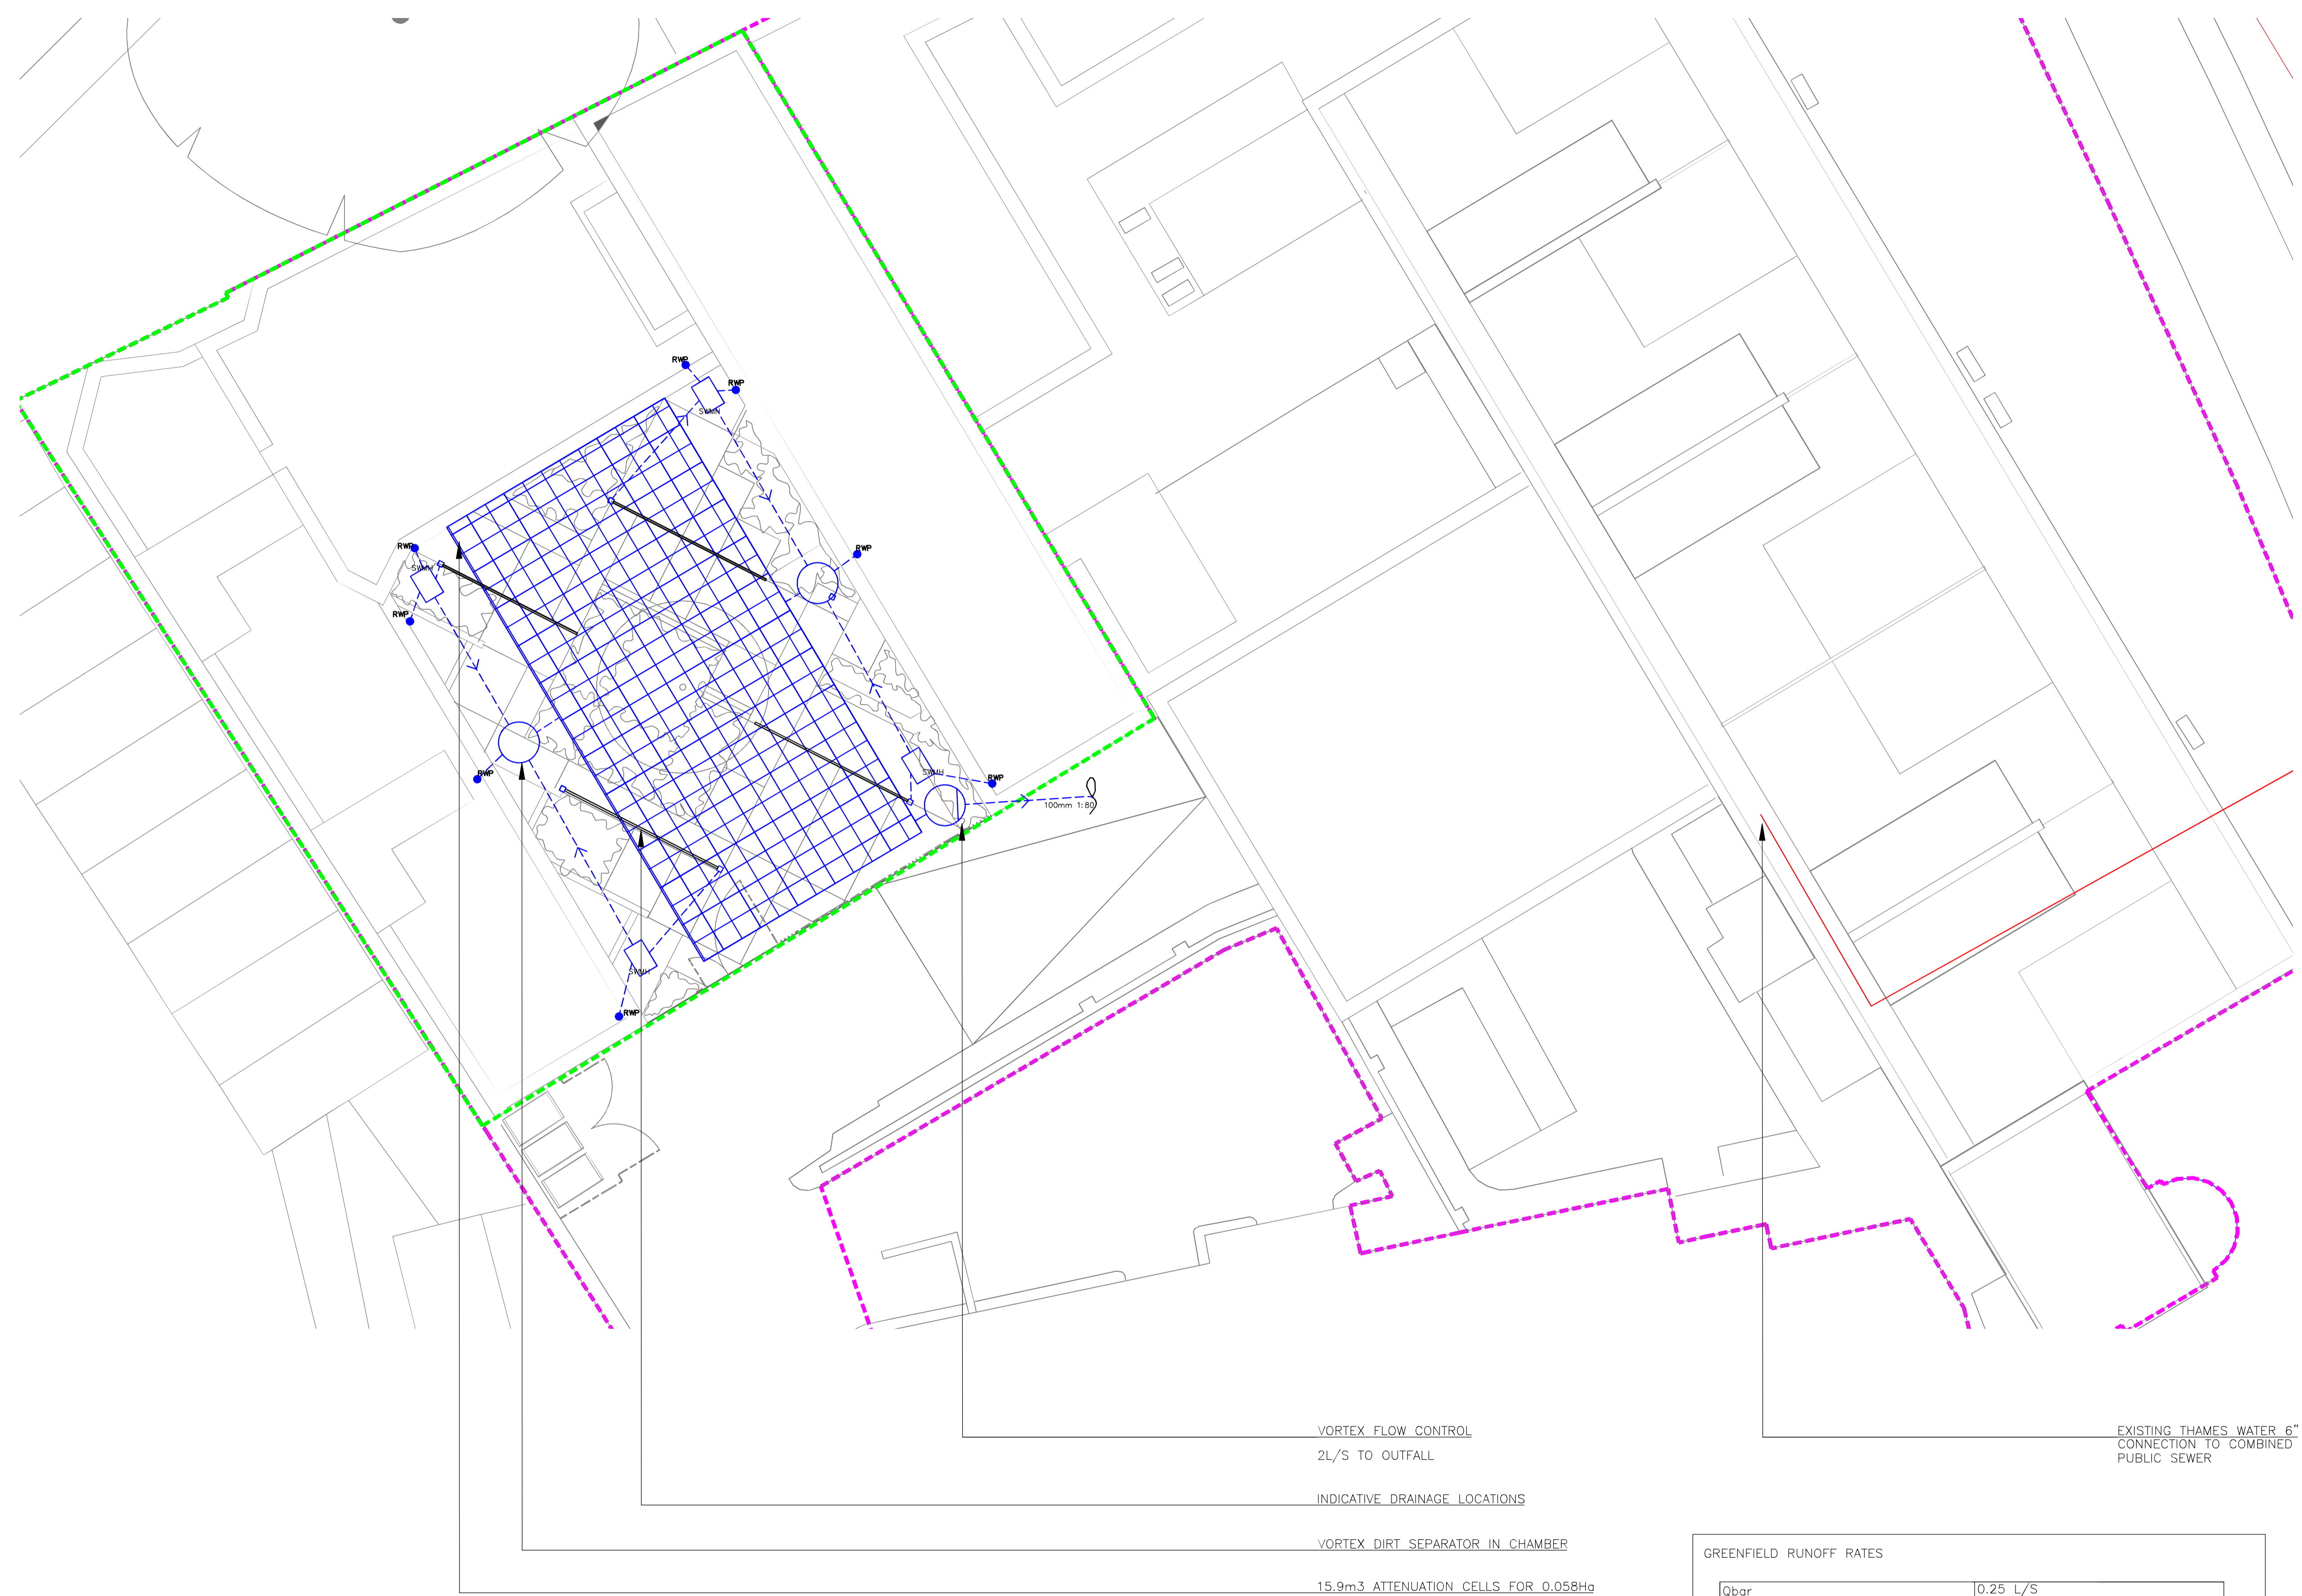 RWP
RWP
SWMH
RWP
SWMH
RWP
RWP
RWP
SWMH
RWP
100mm 1:80
SWMH
RWP
VORTEX FLOW CONTROL
2L/S TO OUTFALL
EXISTING THAMES WATER 6"
CONNECTION TO COMBINED
PUBLIC SEWER
INDICATIVE DRAINAGE LOCATIONS
VORTEX DIRT SEPARATOR IN CHAMBER
GREENFIELD RUNOFF RATES
15.9m3 ATTENUATION CELLS FOR 0.058Ha
Qbar 0.25 L/S